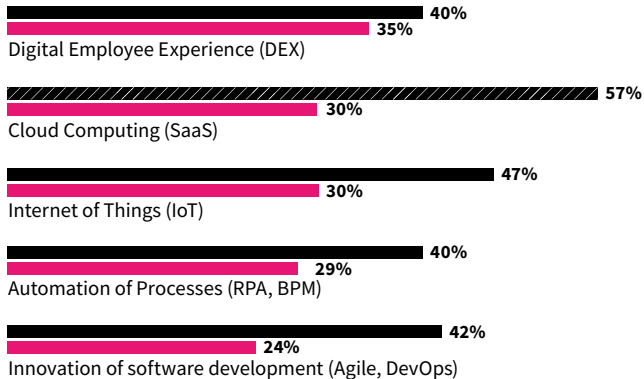 40%
35%
Digital Employee Experience (DEX)
57%
30%
Cloud Computing (SaaS)
47%
30%
Internet of Things (IoT)
40%
29%
Automation of Processes (RPA, BPM)
42%
24%
Innovation of software development (Agile, DevOps)